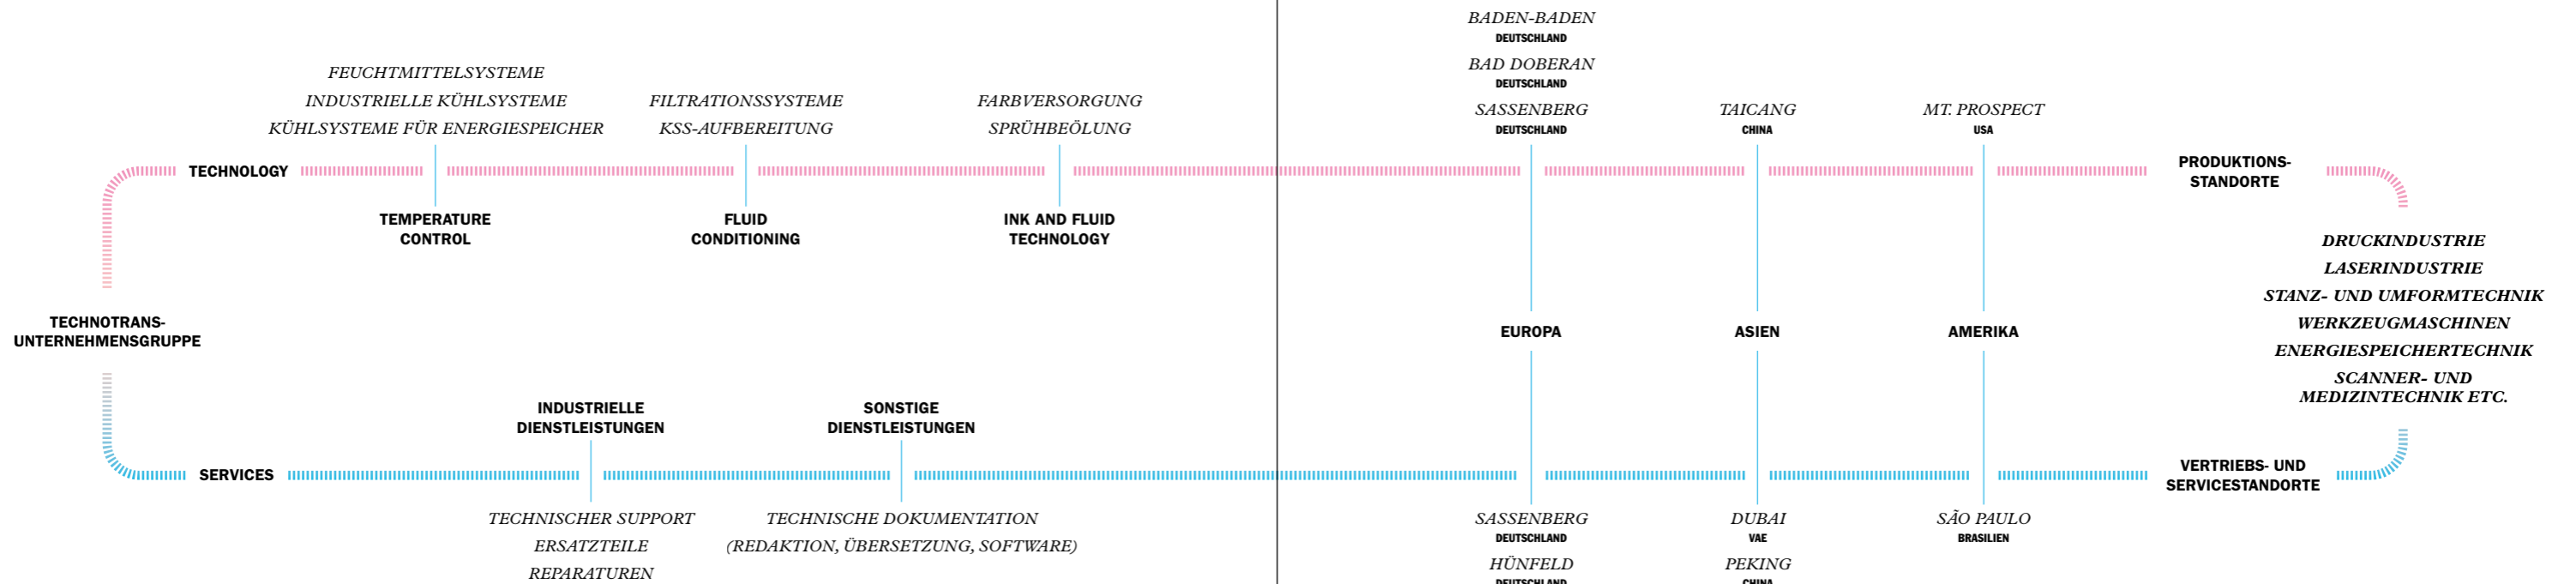 FEUCHTMITTELSYSTEME
INDUSTRIELLE KÜHLSYSTEME
KÜHLSYSTEME FÜR ENERGIESPEICHER
FILTRATIONSSYSTEME
KSS-AUFBEREITUNG
FARBVERSORGUNG
SPRÜHBEÖLUNG
BADEN-BADEN
DEUTSCHLAND
BAD DOBERAN
DEUTSCHLAND
SASSENBERG
DEUTSCHLAND
TAICANG
CHINA
MT. PROSPECT
USA
TECHNOLOGY
PRODUKTIONS-
STANDORTE
TEMPERATURE
CONTROL
FLUID
CONDITIONING
INK AND FLUID
TECHNOLOGY
TECHNOTRANS-
UNTERNEHMENSGRUPPE
EUROPA
ASIEN
AMERIKA
DRUCKINDUSTRIE
LASERINDUSTRIE
STANZ- UND UMFORMTECHNIK
WERKZEUGMASCHINEN
ENERGIESPEICHERTECHNIK
SCANNER- UND
MEDIZINTECHNIK ETC.
INDUSTRIELLE
DIENSTLEISTUNGEN
SONSTIGE
DIENSTLEISTUNGEN
SERVICES
VERTRIEBS- UND
SERVICESTANDORTE
TECHNISCHER SUPPORT
ERSATZTEILE
REPARATUREN
TECHNISCHE DOKUMENTATION
(REDAKTION, ÜBERSETZUNG, SOFTWARE)
SASSENBERG
DEUTSCHLAND
HÜNFELD
DEUTSCHLAND
DUBAI
VAE
PEKING
CHINA
SÃO PAULO
BRASILIEN